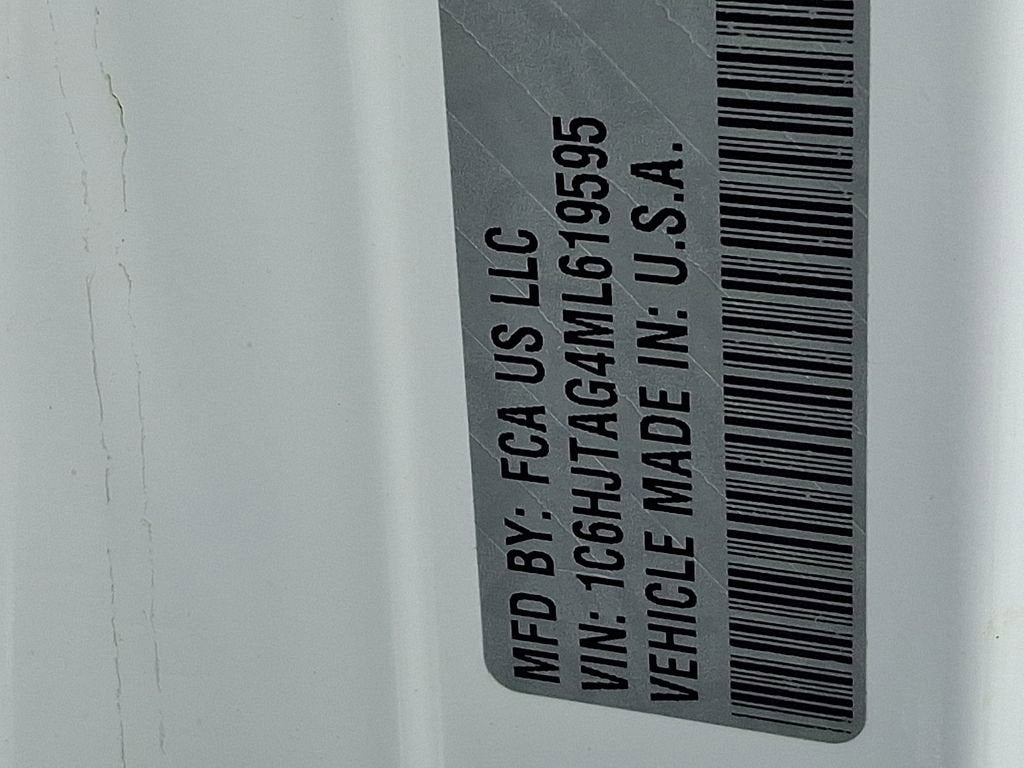 MFD BY: FCA US LLC
VIN: 1C6HJTAG4ML619595
VEHICLE MADE IN: U.S.A.